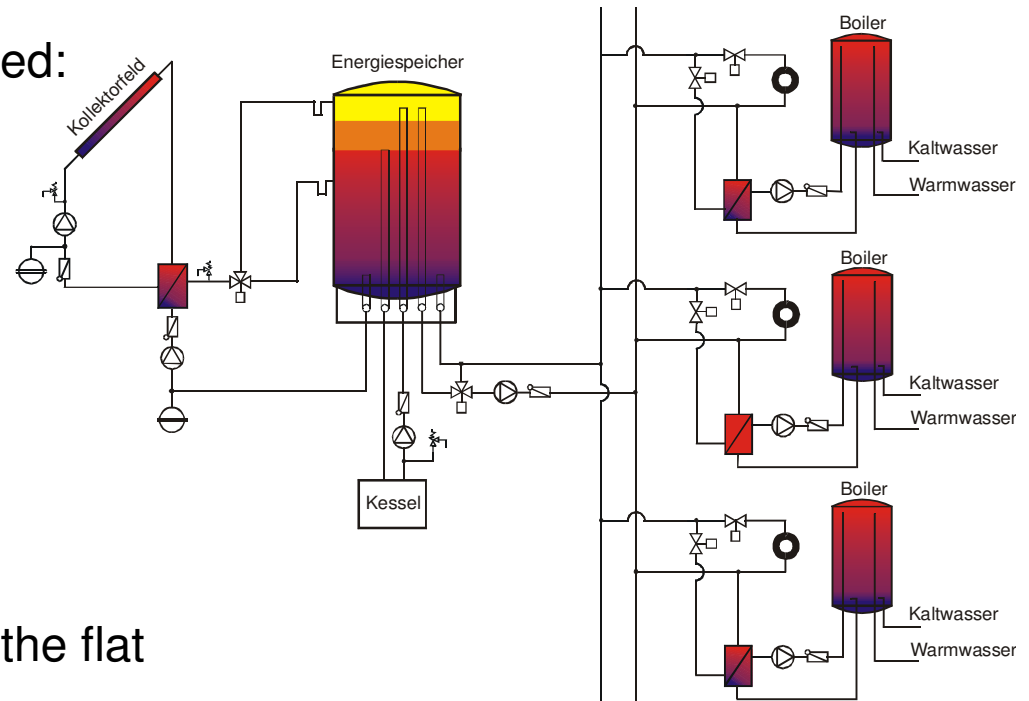 ed:
Kollektorfeld
Energiespeicher
Boiler
Kaltwasser
Warmwasser
Boiler
Kaltwasser
Warmwasser
Kessel
Boiler
Kaltwasser
Warmwasser
the flat